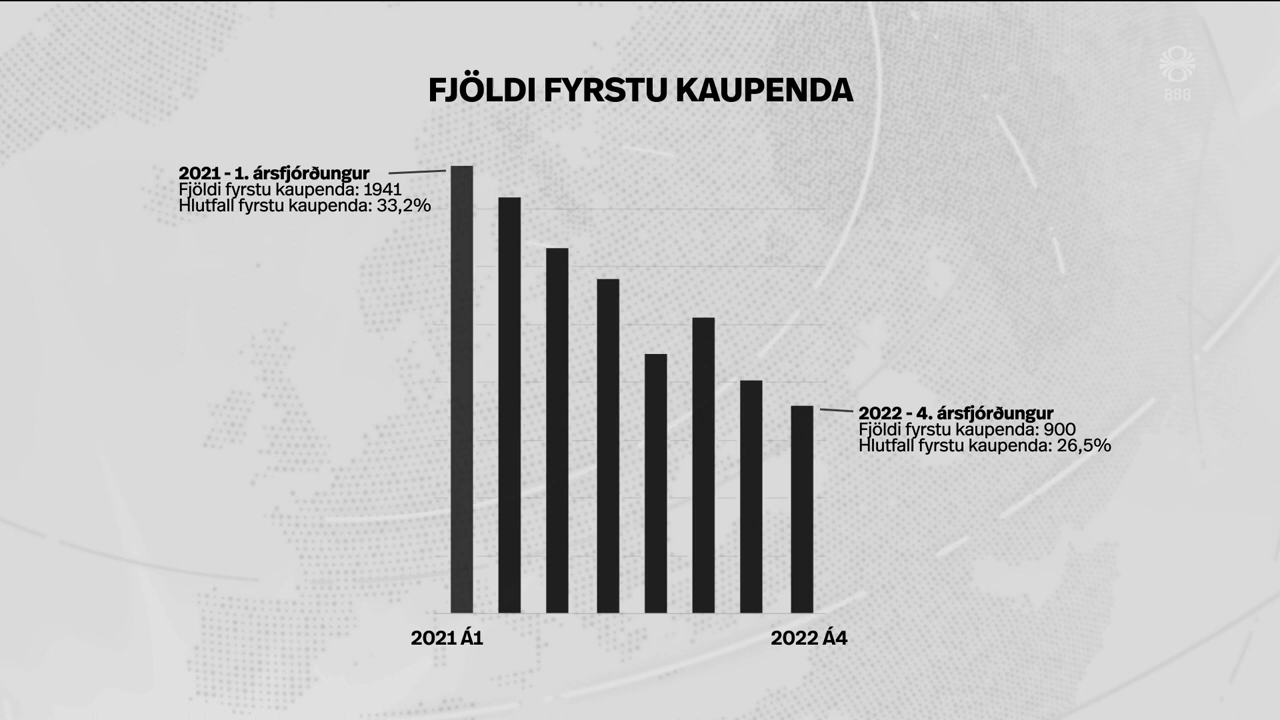 FJÖLDI FYRSTU KAUPENDA
888
2021 - 1. ársfjórðungur
Fjöldi fyrstu kaupenda: 1941
Hlutfall fyrstu kaupenda: 33,2%
2022 - 4. ársfjórðungur
Fjöldi fyrstu kaupenda: 900
Hlutfall fyrstu kaupenda: 26,5%
2021 Á1
2022 Á4